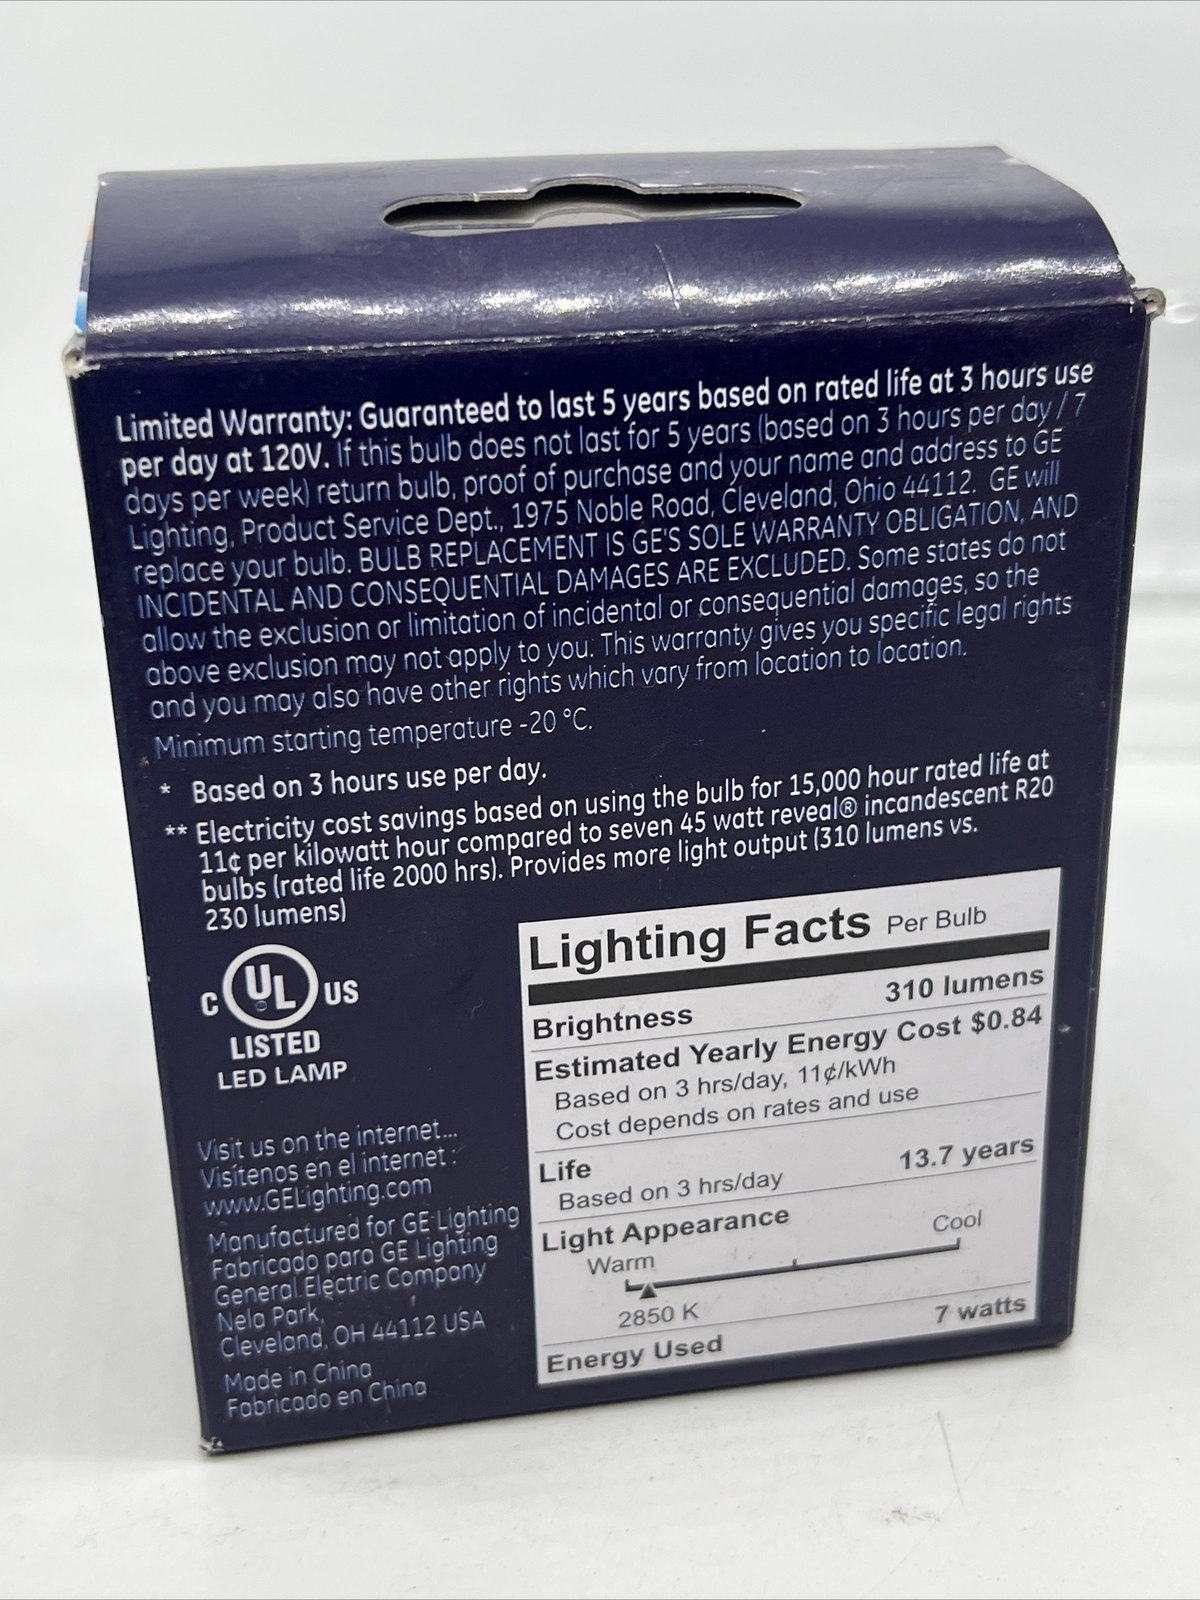 Limited Warranty: Guaranteed to last 5 years based on rated life at 3 hours use
per day at 120V. If this bulb does not last for 5 years (based on 3 hours per day / 7
days per week) return bulb, proof of purchase and your name and address to GE
Lighting, Product Service Dept., 1975 Noble Road, Cleveland, Ohio 44112. GE will
replace your bulb. BULB REPLACEMENT IS GE'S SOLE WARRANTY OBLIGATION, AND
INCIDENTAL AND CONSEQUENTIAL DAMAGES ARE EXCLUDED. Some states do not
allow the exclusion or limitation of incidental or consequential damages, so the
above exclusion may not apply to you. This warranty gives you specific legal rights
and you may also have other rights which vary from location to location.
Minimum starting temperature -20 °C.
* Based on 3 hours use per day.
** Electricity cost savings based on using the bulb for 15,000 hour rated life at
11¢ per kilowatt hour compared to seven 45 watt reveal® incandescent R20
bulbs (rated life 2000 hrs). Provides more light output (310 lumens vs.
230 lumens)
C UL US
LISTED
LED LAMP
Visit us on the internet...
Visítenos en el internet :
www.GELighting.com
Manufactured for GE Lighting
Fabricado para GE Lighting
General Electric Company
Nela Park,
Cleveland, OH 44112 USA
Made in China
Fabricado en China
Lighting Facts Per Bulb
Brightness 310 lumens
Estimated Yearly Energy Cost $0.84
Based on 3 hrs/day, 11¢/kWh
Cost depends on rates and use
Life 13.7 years
Based on 3 hrs/day
Light Appearance
Warm Cool
2850 K
Energy Used 7 watts